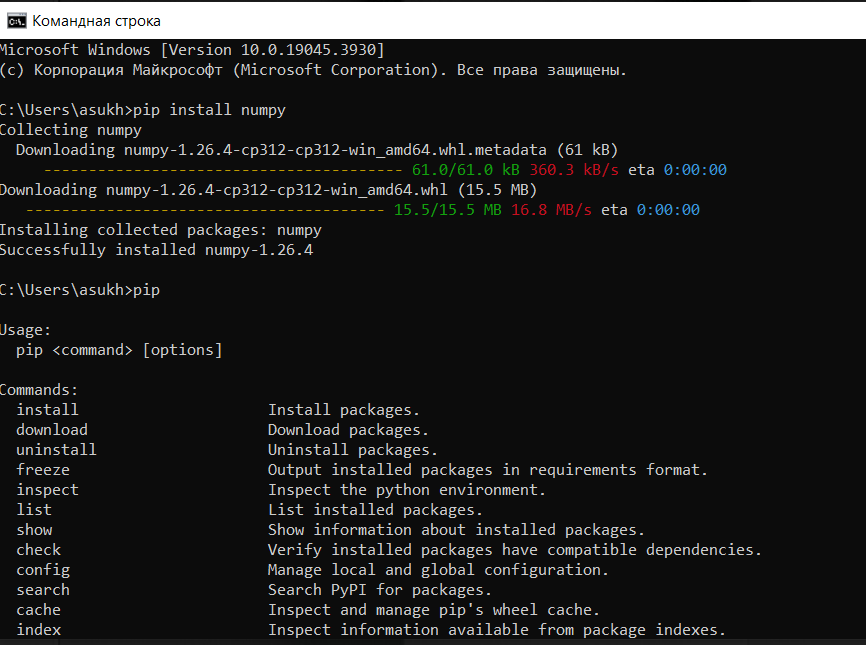 Командная строка
Microsoft Windows [Version 10.0.19045.3930]
(c) Корпорация Майкрософт (Microsoft Corporation). Все права защищены.
C:\Users\asukh>pip install numpy
Collecting numpy
Downloading numpy-1.26.4-cp312-cp312-win_amd64.whl.metadata (61 kB)
---------------------------------------- 61.0/61.0 kB 360.3 kB/s eta 0:00:00
Downloading numpy-1.26.4-cp312-cp312-win_amd64.whl (15.5 MB)
---------------------------------------- 15.5/15.5 MB 16.8 MB/s eta 0:00:00
Installing collected packages: numpy
Successfully installed numpy-1.26.4
C:\Users\asukh>pip
Usage:
pip <command> [options]
Commands:
install Install packages.
download Download packages.
uninstall Uninstall packages.
freeze Output installed packages in requirements format.
inspect Inspect the python environment.
list List installed packages.
show Show information about installed packages.
check Verify installed packages have compatible dependencies.
config Manage local and global configuration.
search Search PyPI for packages.
cache Inspect and manage pip's wheel cache.
index Inspect information available from package indexes.